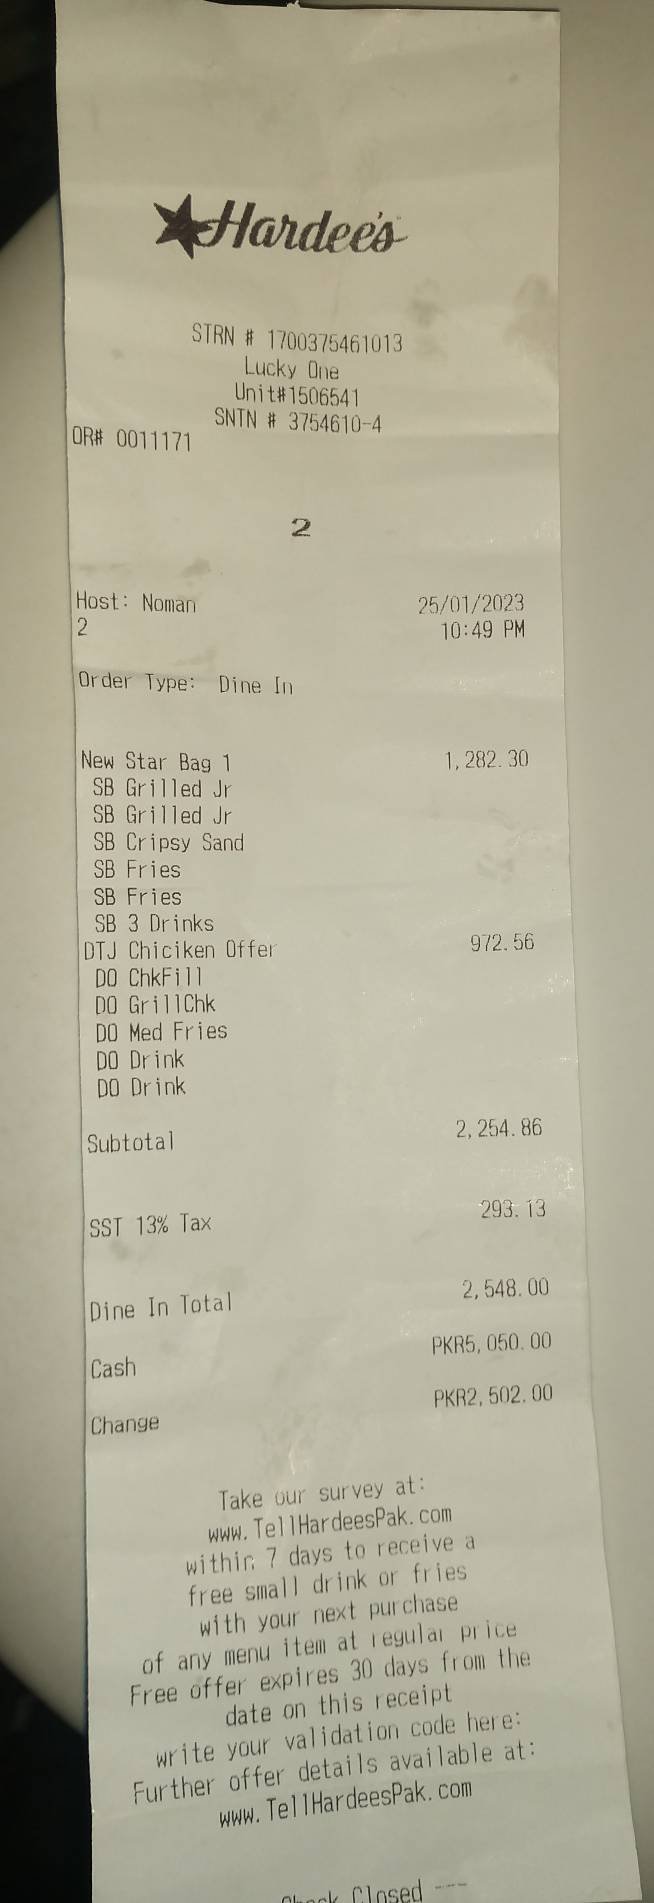 Hardee's
STRN # 1700375461013
Lucky One
Unit#1506541
SNTN # 3754610-4
OR# 0011171
2
Host: Noman 25/01/2023
2 10:49 PM
Order Type: Dine In
New Star Bag 1 1,282.30
SB Grilled Jr
SB Grilled Jr
SB Cripsy Sand
SB Fries
SB Fries
SB 3 Drinks
DTJ Chiciken Offer 972.56
DO ChkFill
DO GrillChk
DO Med Fries
DO Drink
DO Drink
Subtotal 2,254.86
SST 13% Tax 293.13
Dine In Total 2,548.00
Cash PKR5,050.00
Change PKR2,502.00
Take our survey at:
www.TellHardeesPak.com
within 7 days to receive a
free small drink or fries
with your next purchase
of any menu item at regular price
Free offer expires 30 days from the
date on this receipt
write your validation code here:
Further offer details available at:
www.TellHardeesPak.com
Check Closed ---